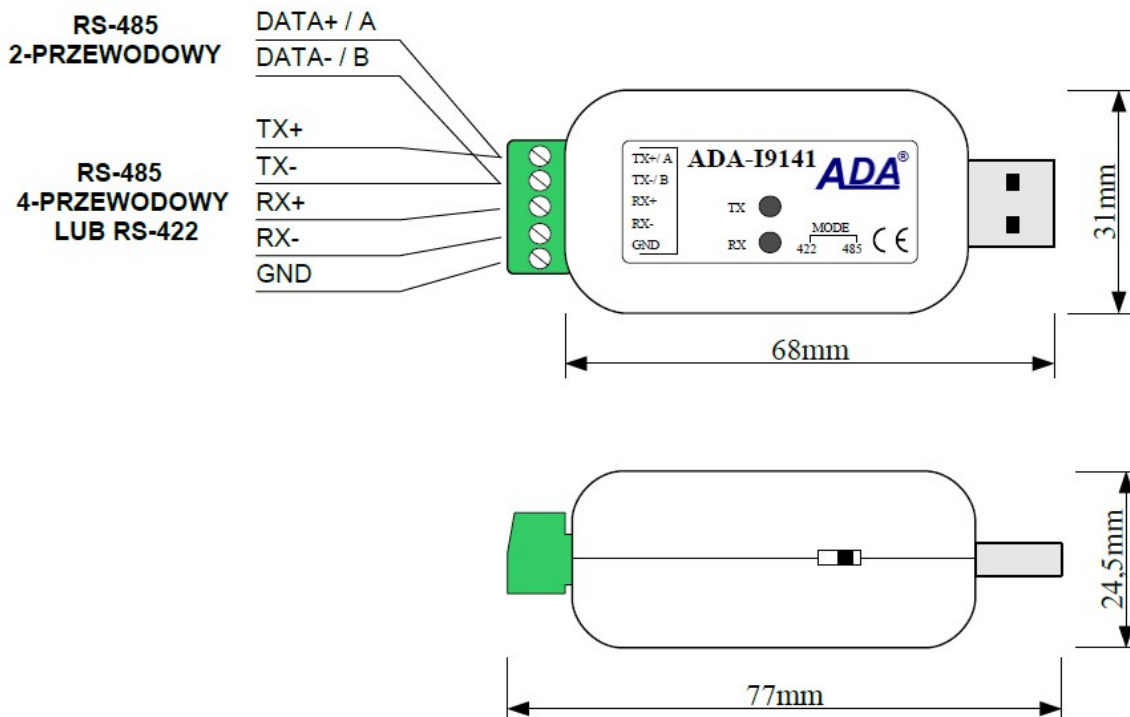 RS-485
2-PRZEWODOWY
DATA+ / A
DATA- / B
RS-485
4-PRZEWODOWY
LUB RS-422
TX+
TX-
RX+
RX-
GND
TX+/ A
TX-/ B
RX+
RX-
GND
ADA-I9141
ADA®
TX
RX
MODE
422 485
CE
31mm
68mm
24,5mm
77mm